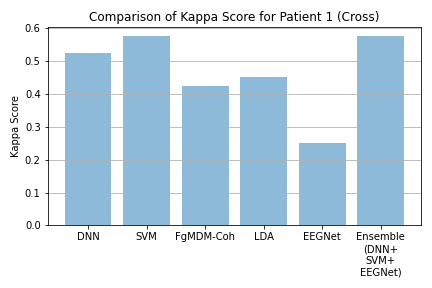 Comparison of Kappa Score for Patient 1 (Cross)
0.6
0.5
0.4
0.3
0.2
0.1
0.0
Kappa Score
DNN
SVM
FgMDM-Coh
LDA
EEGNet
Ensemble
(DNN+
SVM+
EEGNet)